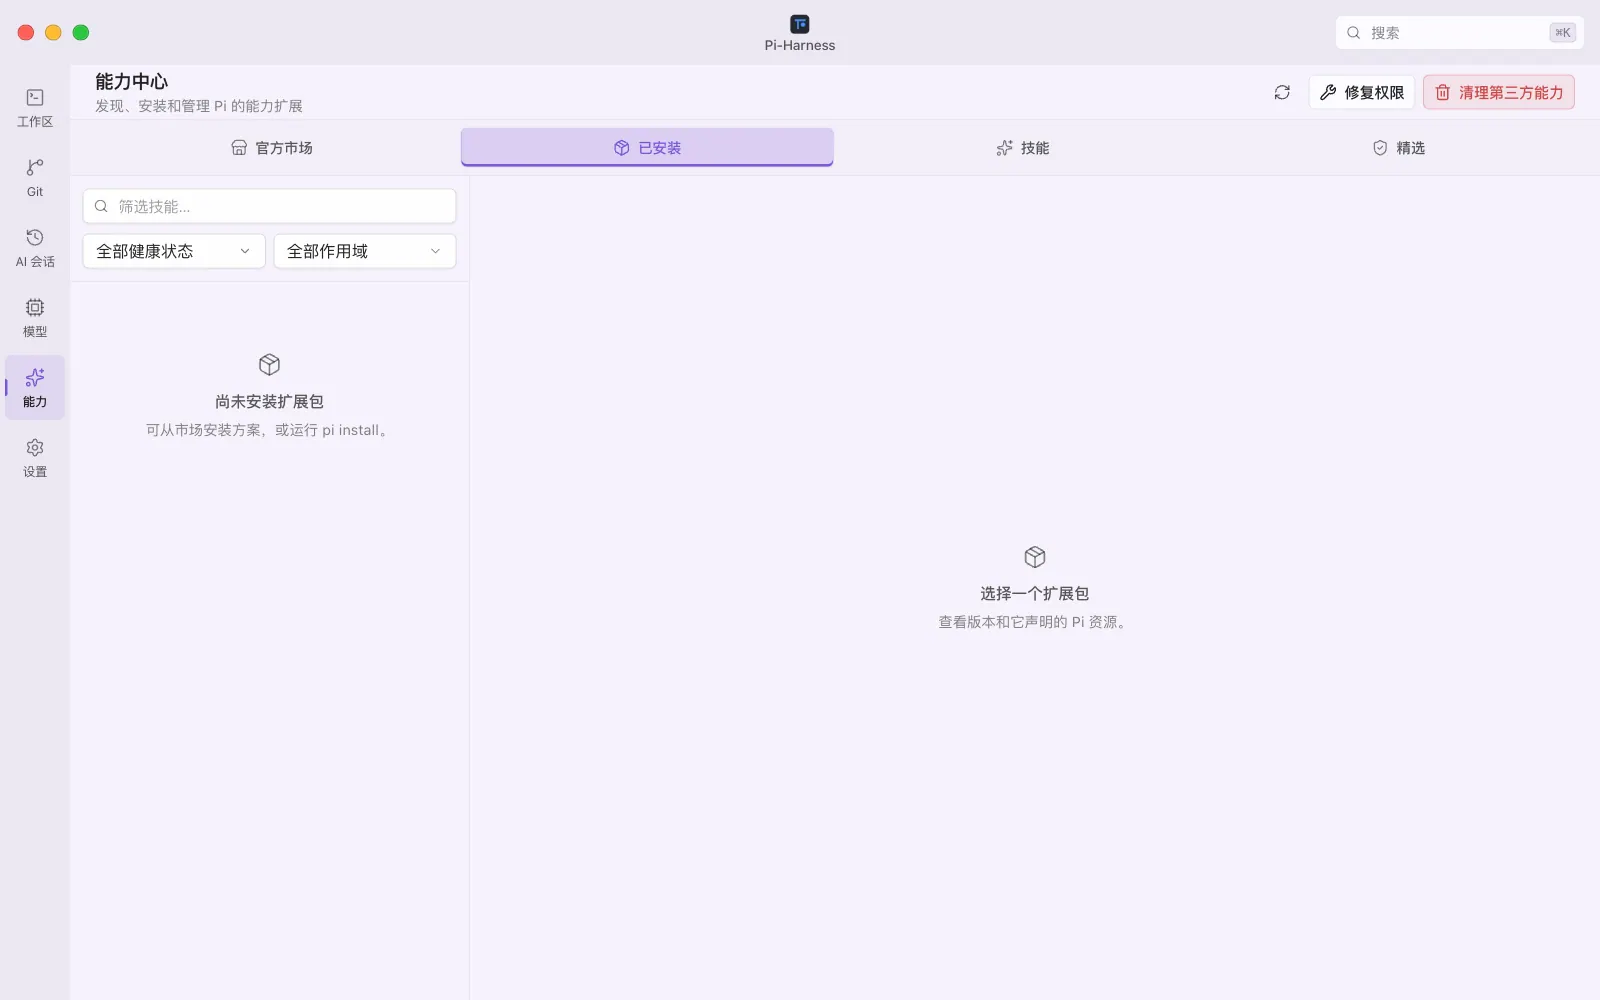 Pi-Harness
搜索
⌘K
工作区
Git
AI 会话
模型
能力
设置
能力中心
发现、安装和管理 Pi 的能力扩展
修复权限
清理第三方能力
官方市场
已安装
技能
精选
筛选技能...
全部健康状态
全部作用域
尚未安装扩展包
可从市场安装方案，或运行 pi install。
选择一个扩展包
查看版本和它声明的 Pi 资源。